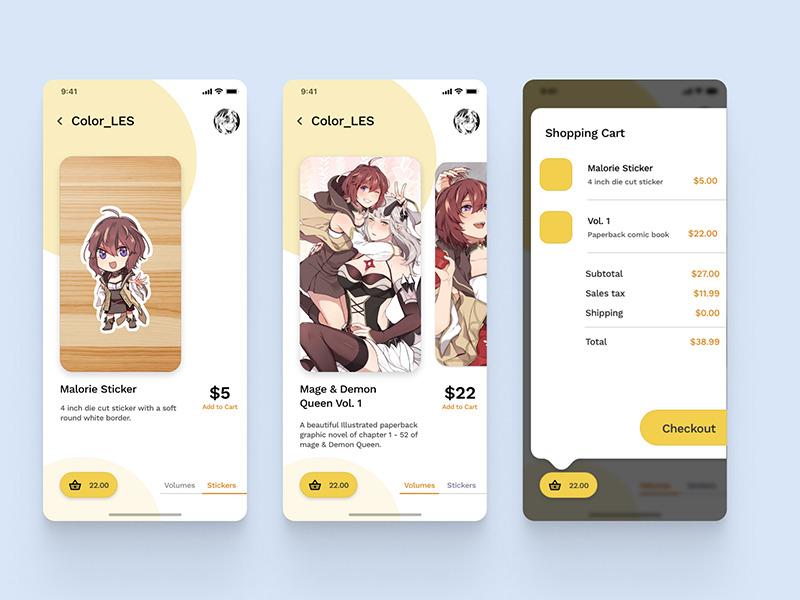 9:41
Color_LES
Malorie Sticker
$5
4 inch die cut sticker with a soft
round white border.
Add to Cart
22.00
Volumes
Stickers
9:41
Color_LES
Mage & Demon
Queen Vol. 1
$22
Add to Cart
A beautiful Illustrated paperback
graphic novel of chapter 1 - 52 of
mage & Demon Queen.
22.00
Volumes
Stickers
9:41
Shopping Cart
Malorie Sticker
4 inch die cut sticker
$5.00
Vol. 1
Paperback comic book
$22.00
Subtotal
$27.00
Sales tax
$11.99
Shipping
$0.00
Total
$38.99
Checkout
22.00
Volumes
Stickers